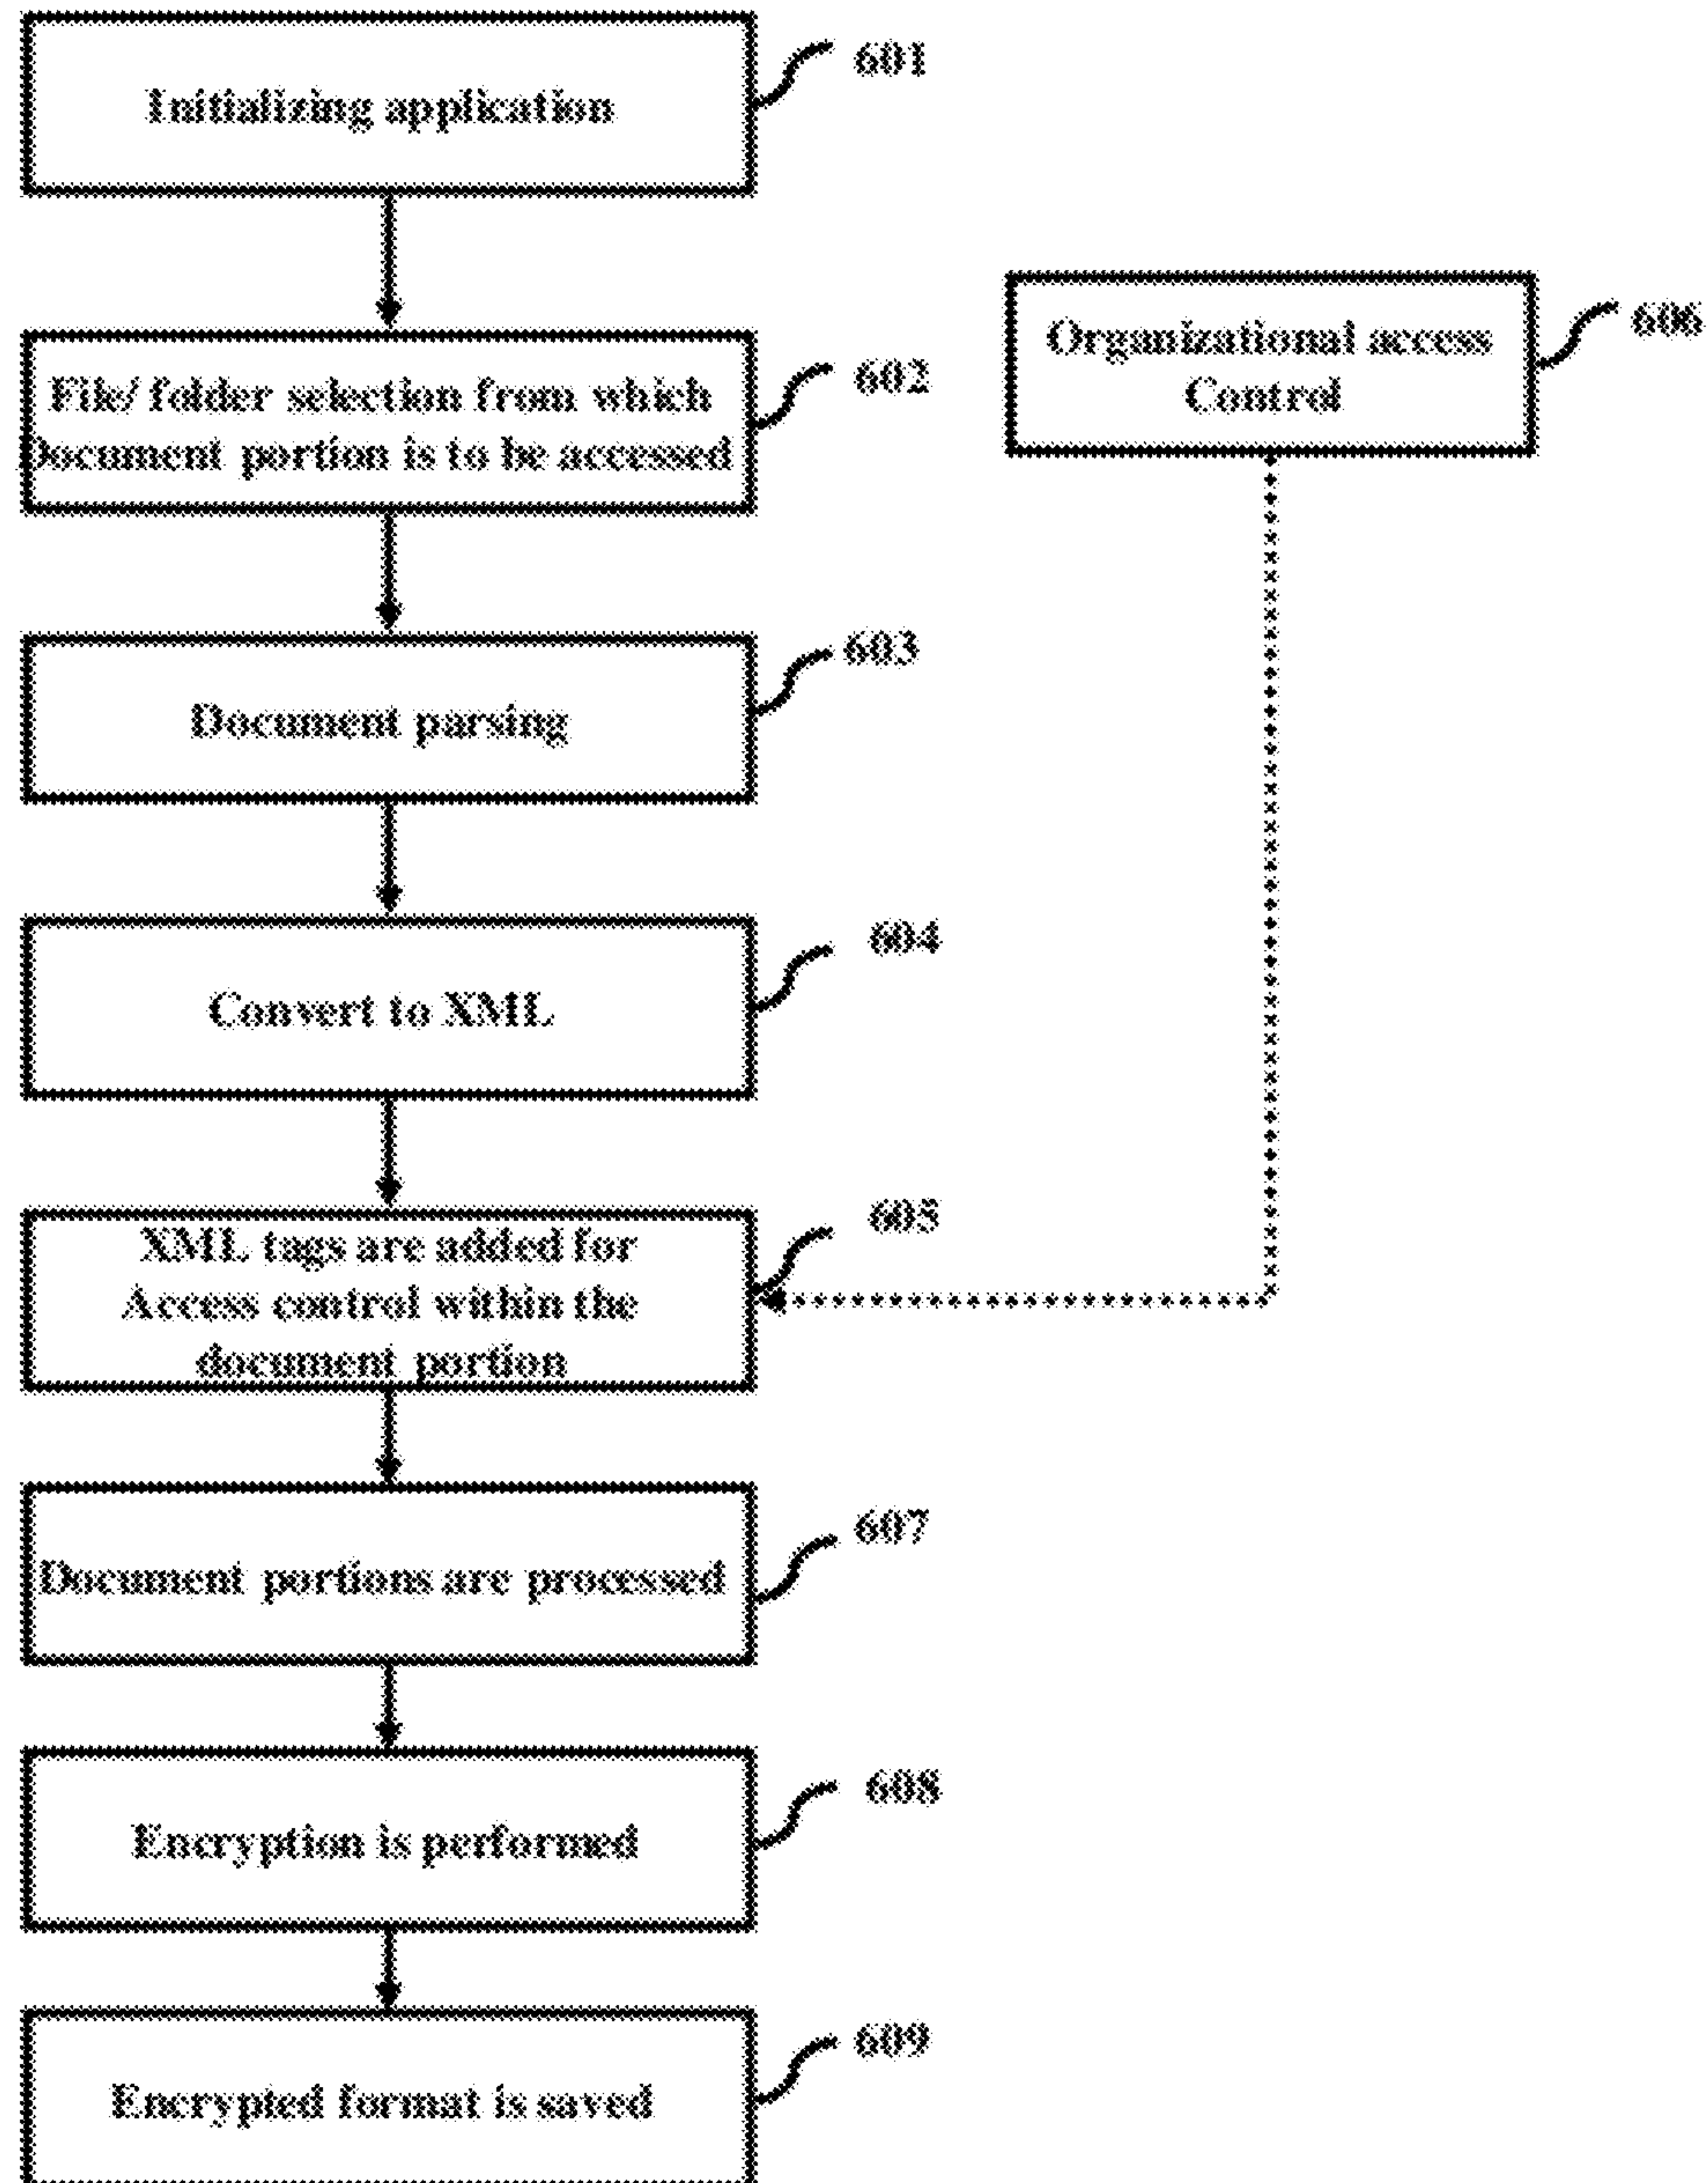 Initializing application
601
File/ folder selection from which
Document portion is to be accessed
602
Organizational access
Control
606
Document parsing
603
Convert to XML
604
XML tags are added for
Access control within the
document portion
605
Document portions are processed
607
Encryption is performed
608
Encrypted format is saved
609